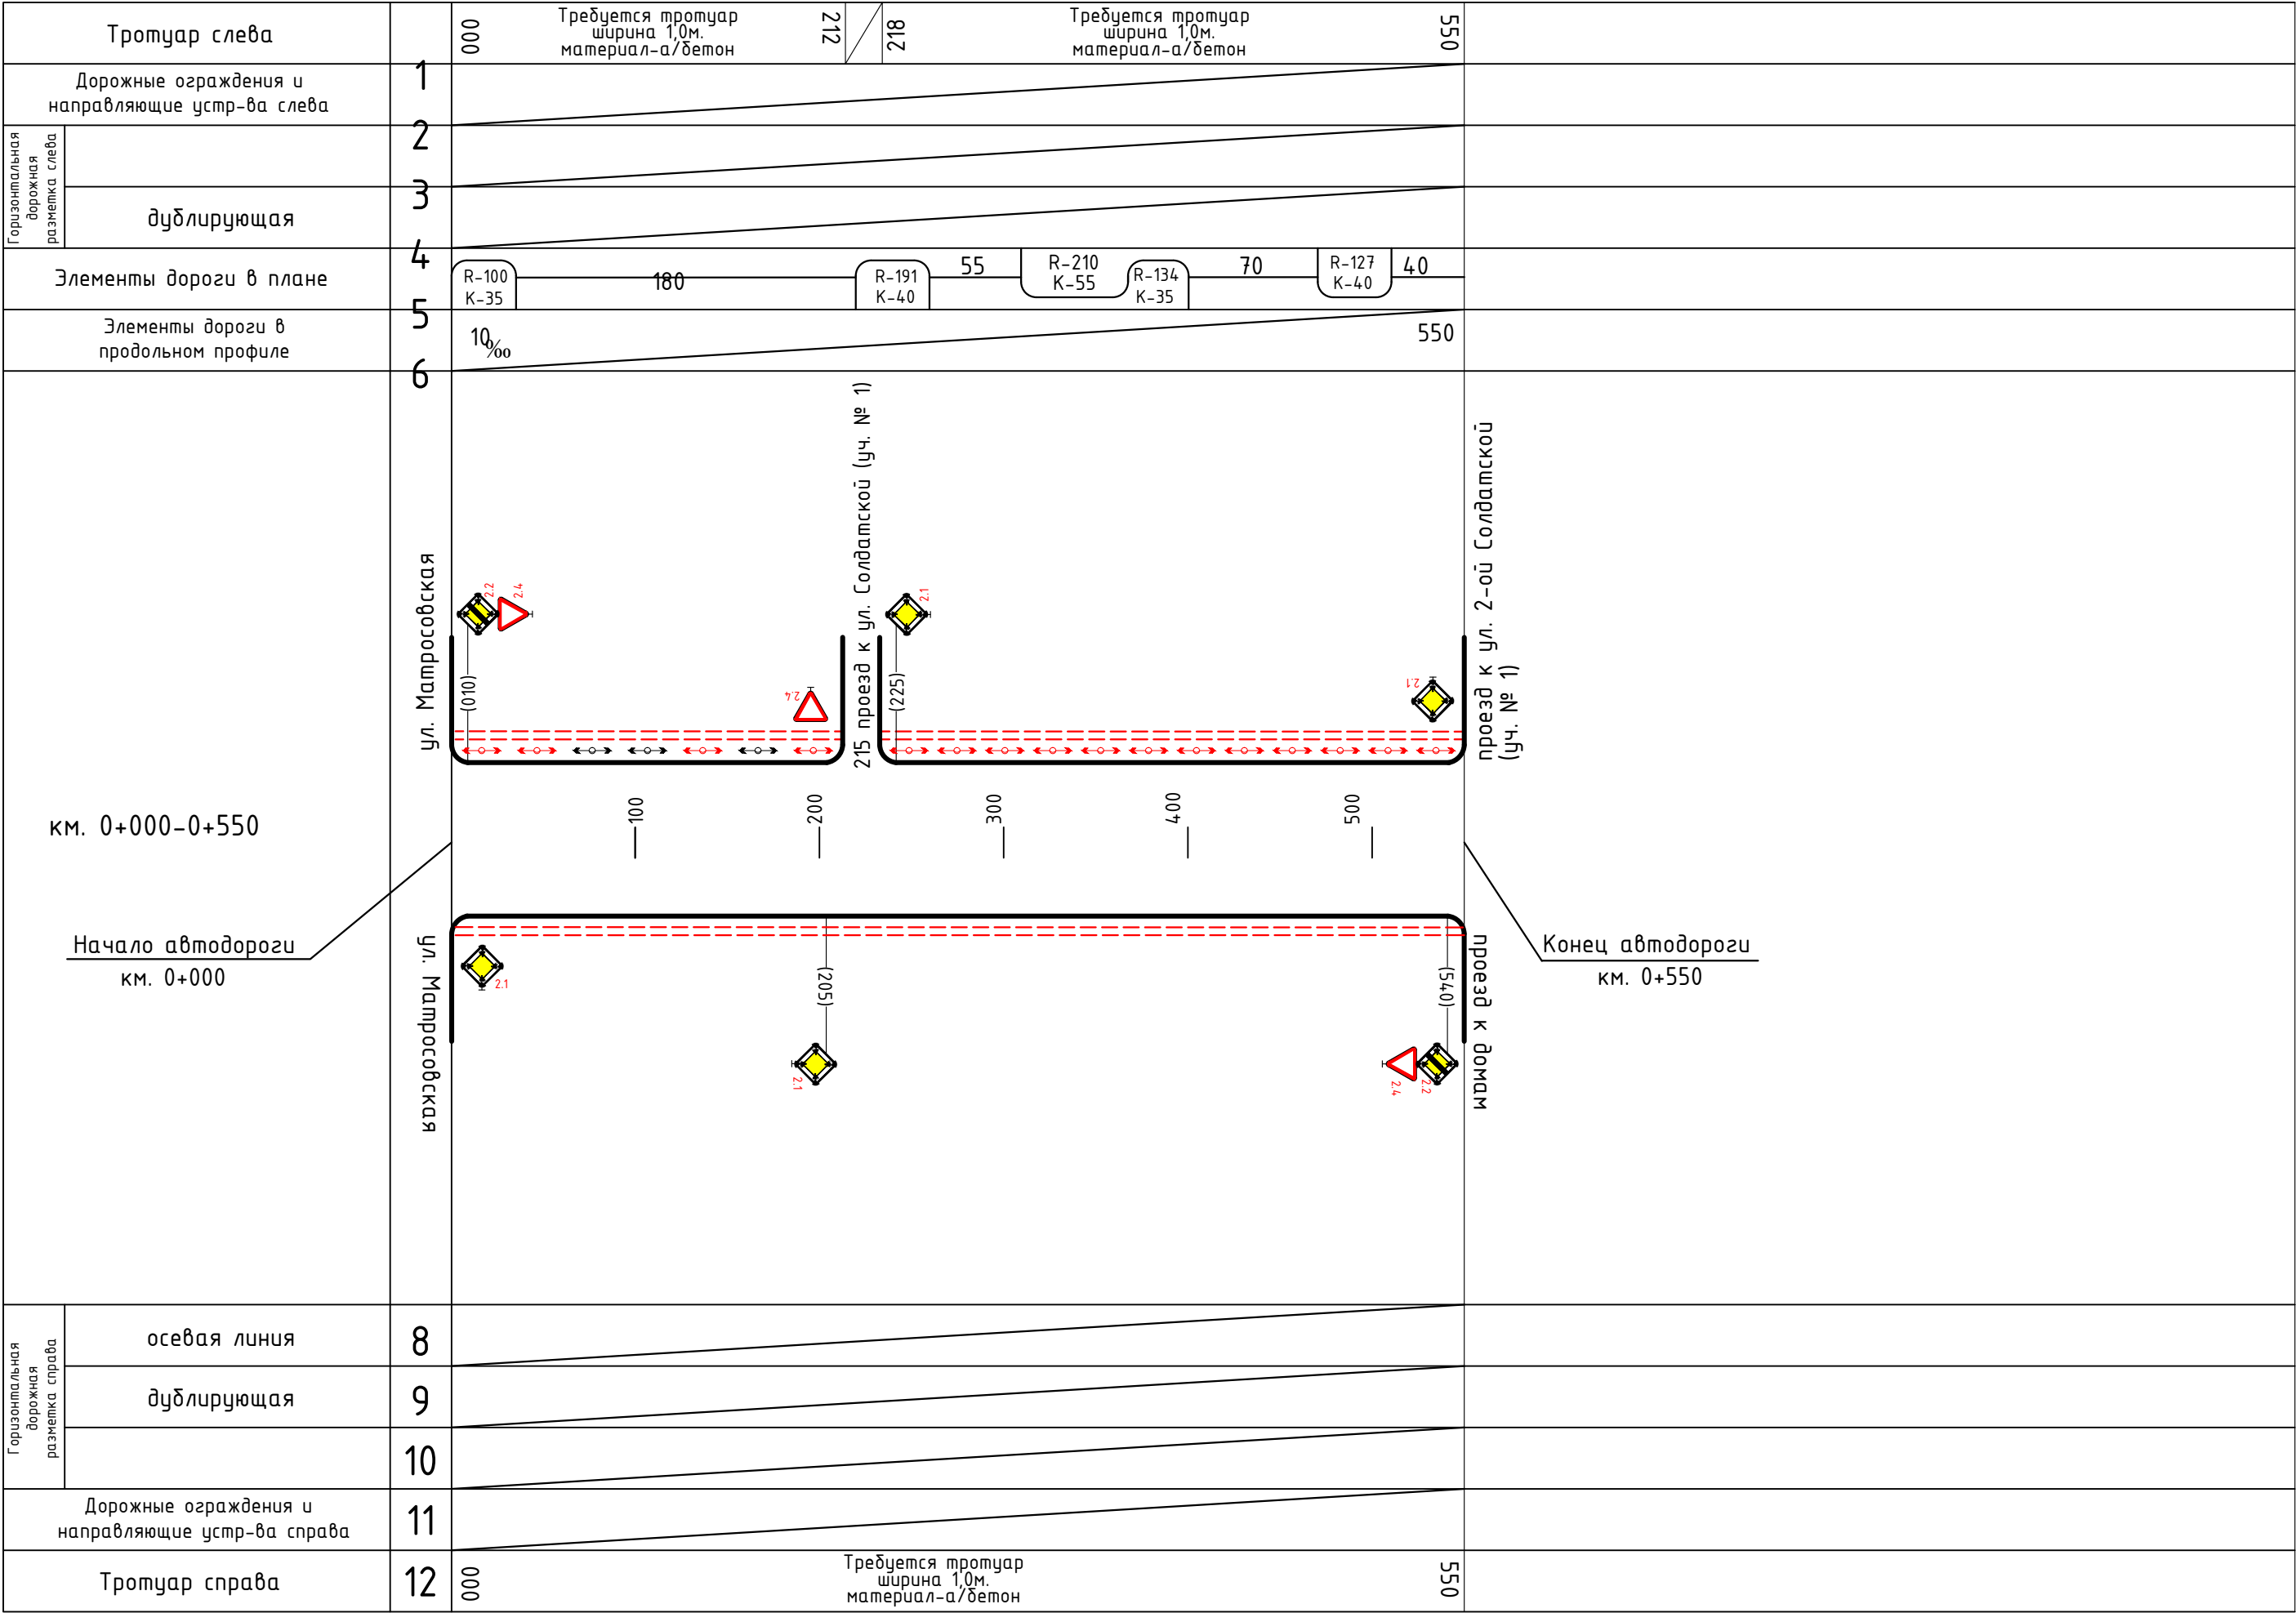 Тротуар слева
000
Требуется тротуар
ширина 1,0м.
материал-а/бетон
212
218
Требуется тротуар
ширина 1,0м.
материал-а/бетон
550
1
Дорожные ограждения и
направляющие устр-ва слева
2
Горизонтальная
дорожная
разметка слева
3
дублирующая
4
Элементы дороги в плане
R-100
К-35
180
R-191
К-40
55
R-210
К-55
R-134
К-35
70
R-127
К-40
40
5
Элементы дороги в
продольном профиле
10‰
550
6
ул. Матросовская
2.2
2.4
(010)
2.4
215 проезд к ул. Солдатской (уч. № 1)
2.1
(225)
2.1
проезд к ул. 2-ой Солдатской
(уч. № 1)
км. 0+000-0+550
100
200
300
400
500
Начало автодороги
км. 0+000
ул. Матросовская
2.1
(205)
2.1
(540)
2.4
2.2
проезд к домам
Конец автодороги
км. 0+550
Горизонтальная
дорожная
разметка справа
осевая линия
8
дублирующая
9
10
Дорожные ограждения и
направляющие устр-ва справа
11
Тротуар справа
12
000
Требуется тротуар
ширина 1,0м.
материал-а/бетон
550